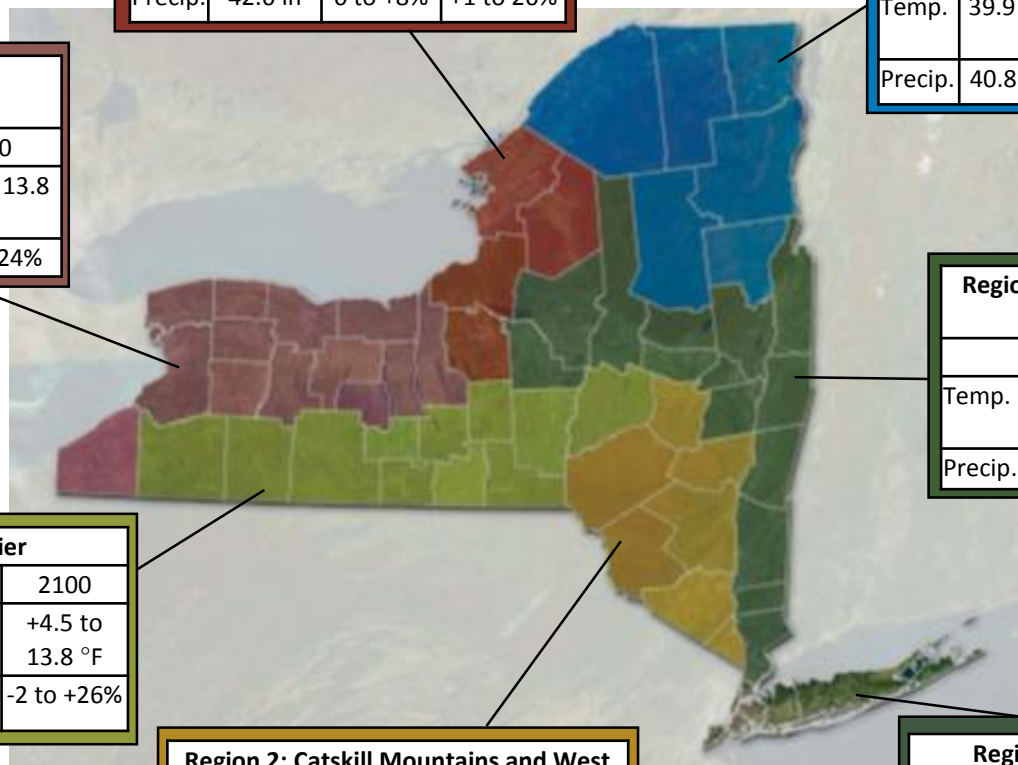 Precip. 42.6 in 0 to +8% +1 to 26%
Temp. 39.9
Precip. 40.8
0
13.8
24%
Regio
Temp.
Precip.
ier
2100
+4.5 to
13.8 °F
-2 to +26%
Region 2: Catskill Mountains and West
Regi